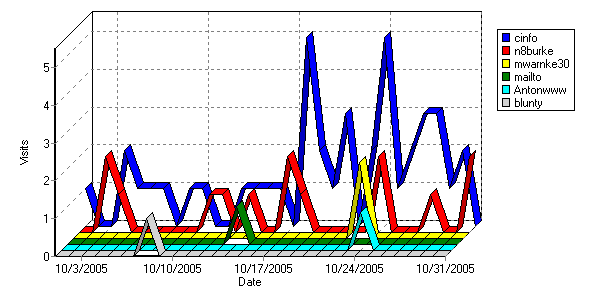 5
4
3
2
1
0
Visits
10/3/2005
10/10/2005
10/17/2005
10/24/2005
10/31/2005
Date
cinfo
n8burke
mwarnke30
mailto
Antonwww
blunty